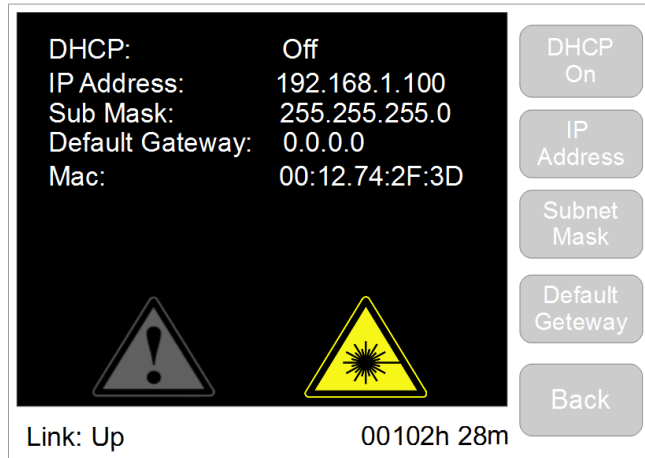 DHCP: Off
IP Address: 192.168.1.100
Sub Mask: 255.255.255.0
Default Gateway: 0.0.0.0
Mac: 00:12.74:2F:3D
Link: Up 00102h 28m
DHCP
On
IP
Address
Subnet
Mask
Default
Geteway
Back